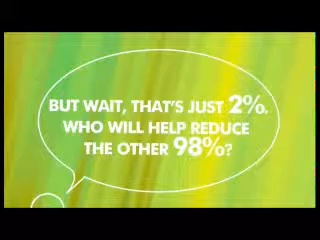 BUT WAIT, THAT'S JUST 2%.
WHO WILL HELP REDUCE
THE OTHER 98%?